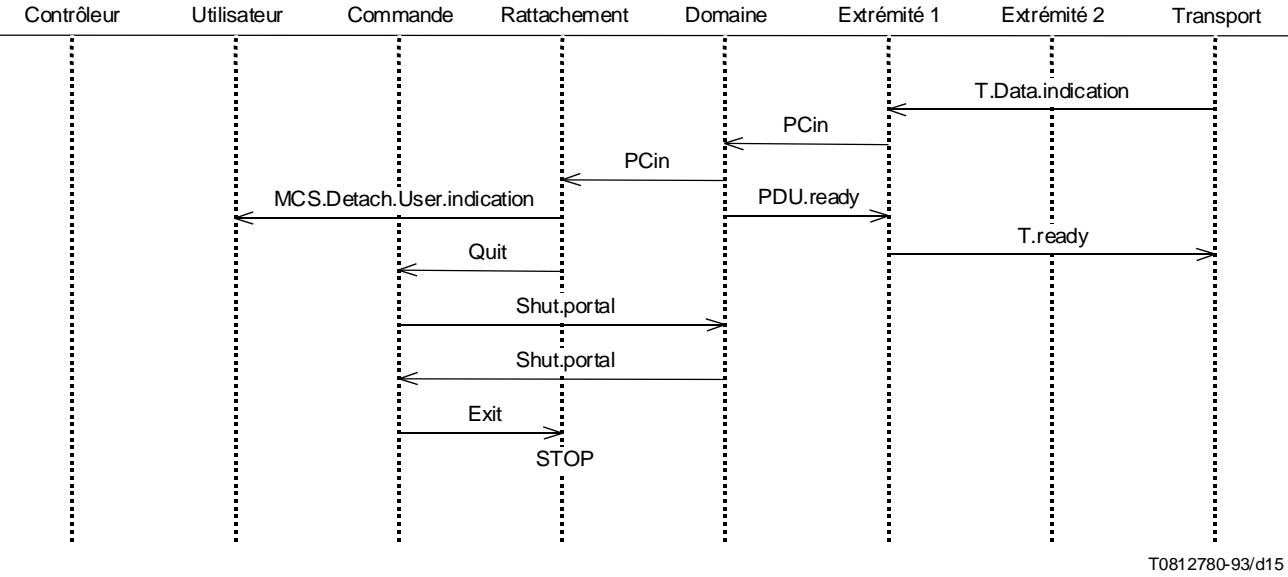 Contrôleur Utilisateur Commande Rattachement Domaine Extrémité 1 Extrémité 2 Transport
T.Data.indication
PCin
PCin
MCS.Detach.User.indication PDU.ready
T.ready
Quit
Shut.portal
Shut.portal
Exit
STOP
T0812780-93/d15